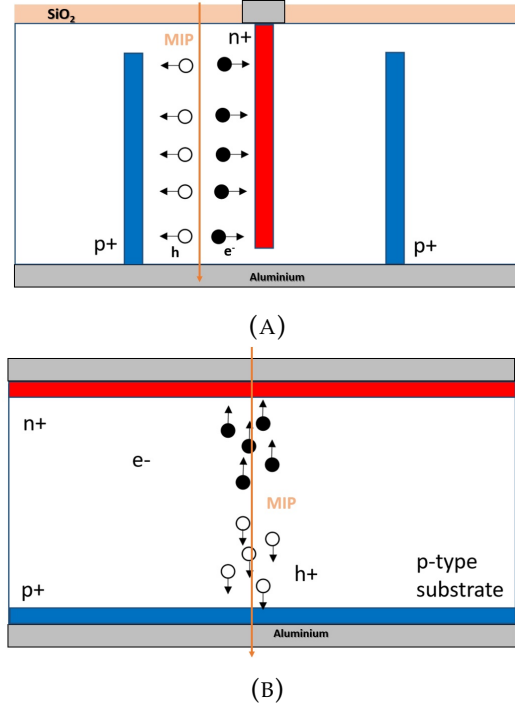 SiO₂
MIP
n+
p+
h
e⁻
p+
Aluminium
(A)
n+
e-
MIP
h+
p-type
substrate
p+
Aluminium
(B)